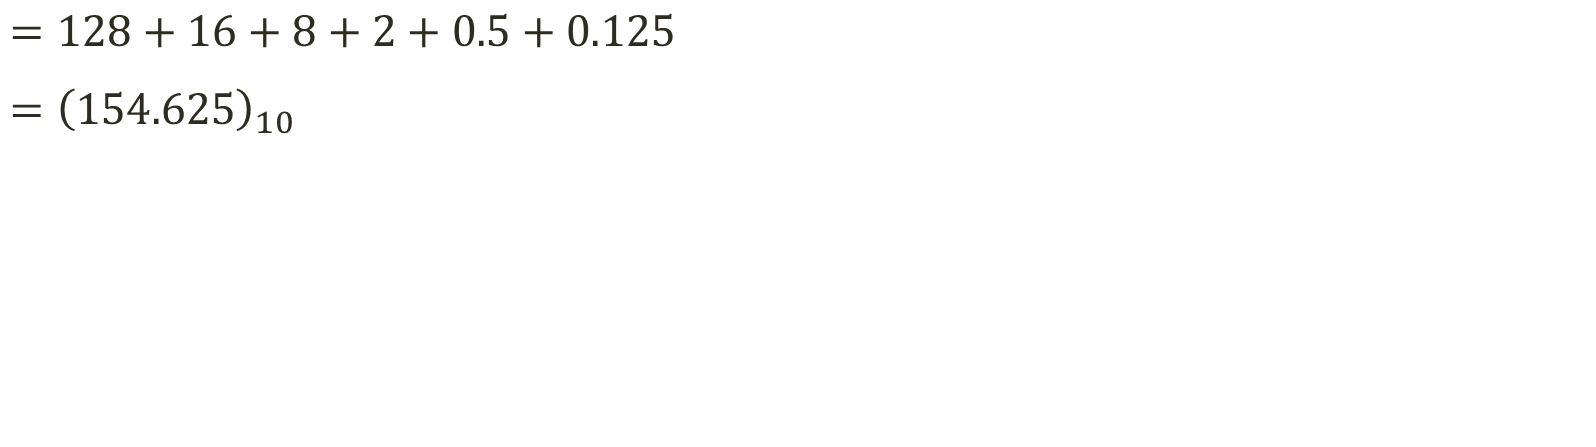 = 128 + 16 + 8 + 2 + 0.5 + 0.125
= (154.625)₁₀